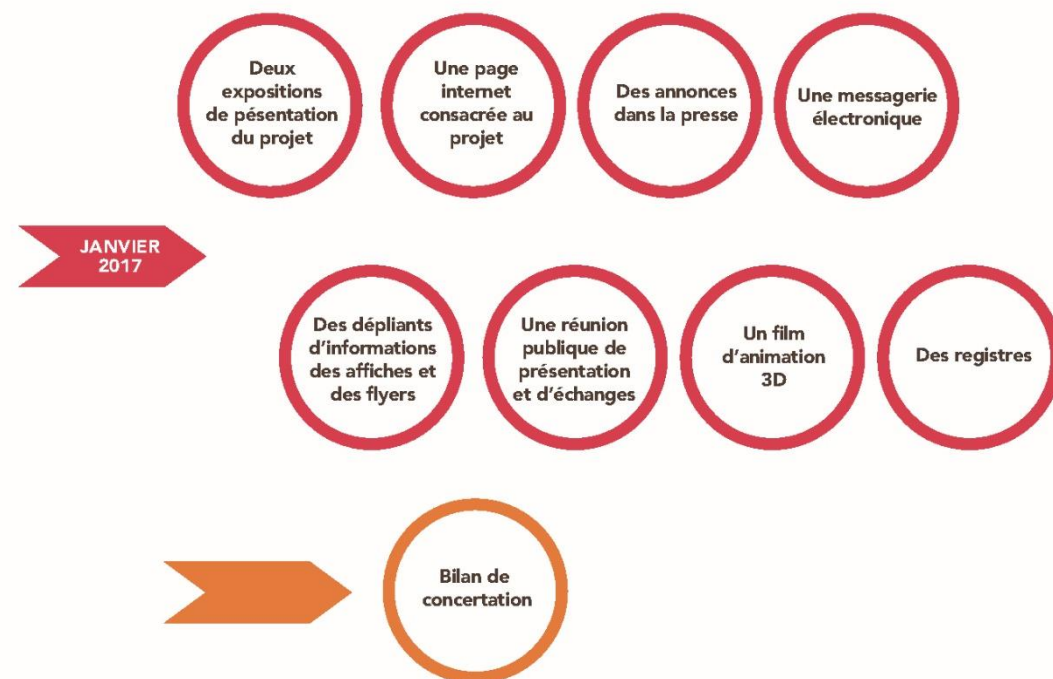 Deux
expositions
de pésentation
du projet
Une page
internet
consacrée au
projet
Des annonces
dans la presse
Une messagerie
électronique
JANVIER
2017
Des dépliants
d'informations
des affiches et
des flyers
Une réunion
publique de
présentation
et d'échanges
Un film
d'animation
3D
Des registres
Bilan de
concertation